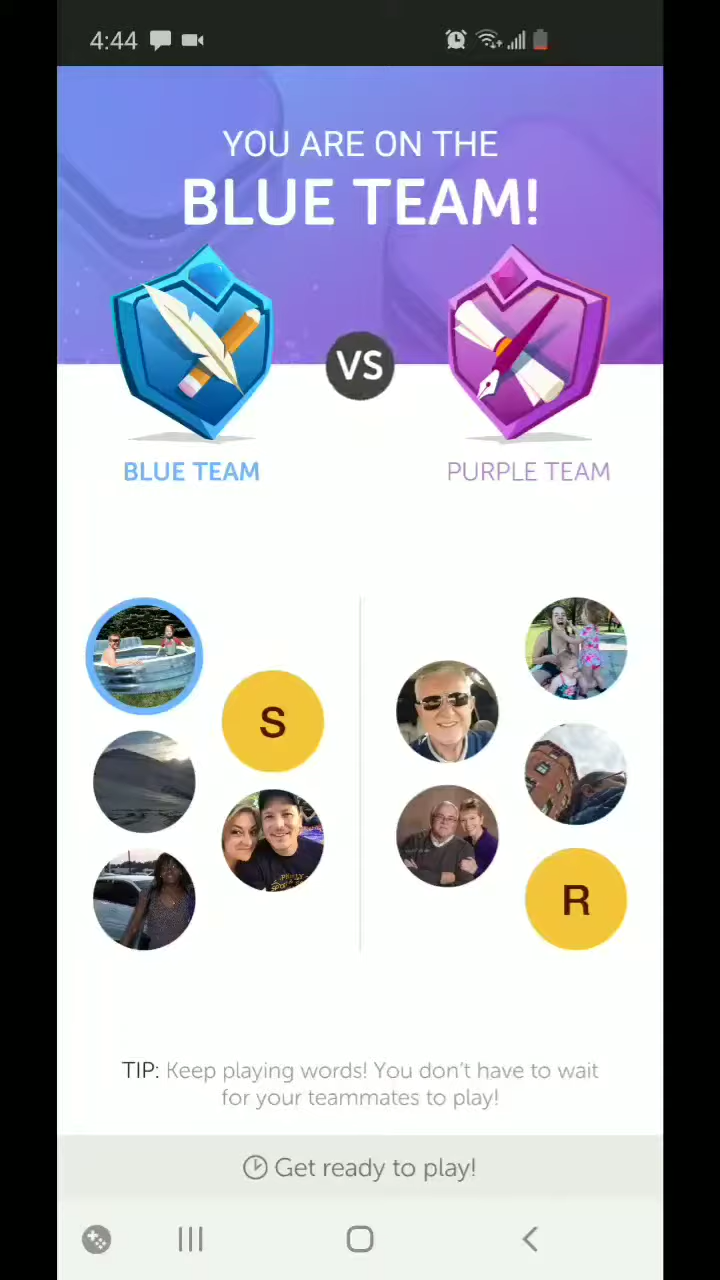 4:44
YOU ARE ON THE
BLUE TEAM!
VS
BLUE TEAM
PURPLE TEAM
S
R
TIP: Keep playing words! You don't have to wait
for your teammates to play!
Get ready to play!